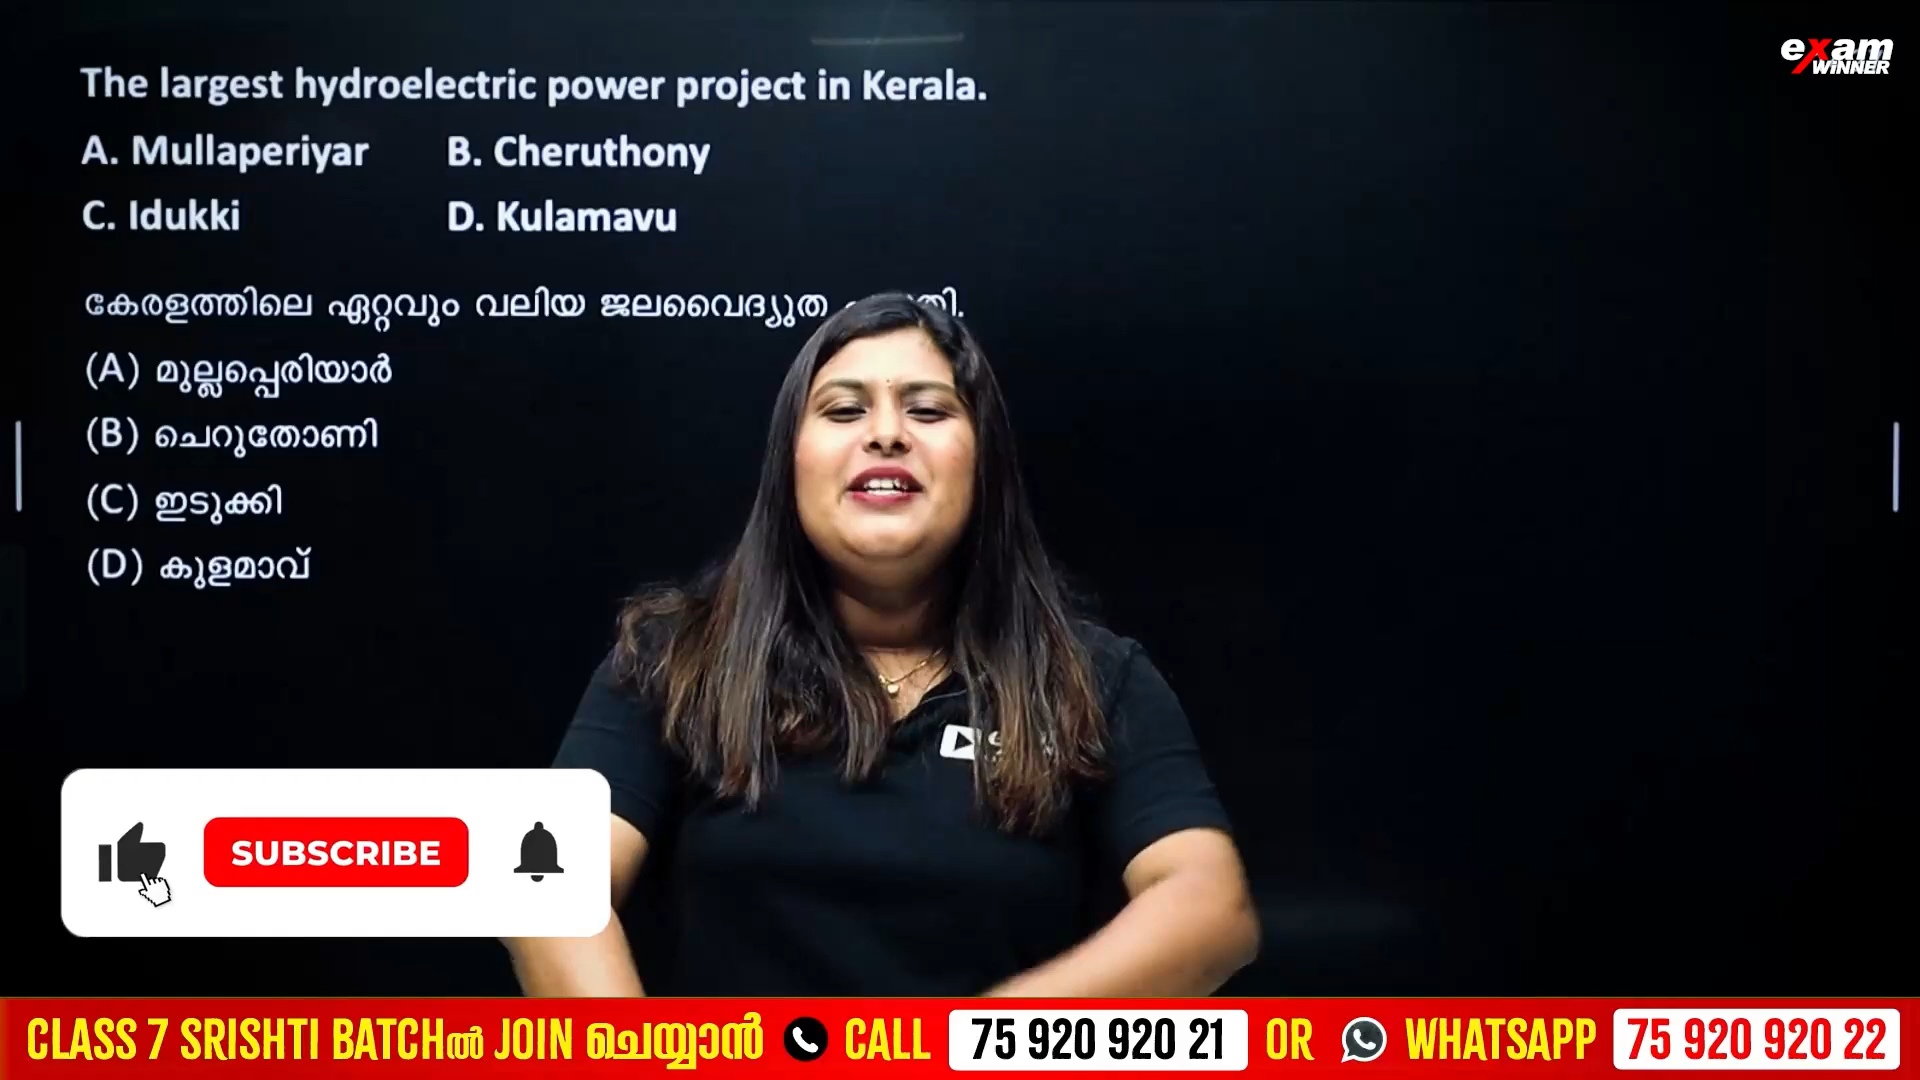 exam
WINNER
The largest hydroelectric power project in Kerala.
A. Mullaperiyar B. Cheruthony
C. Idukki D. Kulamavu
കേരളത്തിലെ ഏറ്റവും വലിയ ജലവൈദ്യുത
(A) മുല്ലപ്പെരിയാർ
(B) ചെറുതോണി
(C) ഇടുക്കി
(D) കുളമാവ്
SUBSCRIBE
CLASS 7 SRISHTI BATCHൽ JOIN ചെയ്യാൻ CALL 75 920 920 21 OR WHATSAPP 75 920 920 22